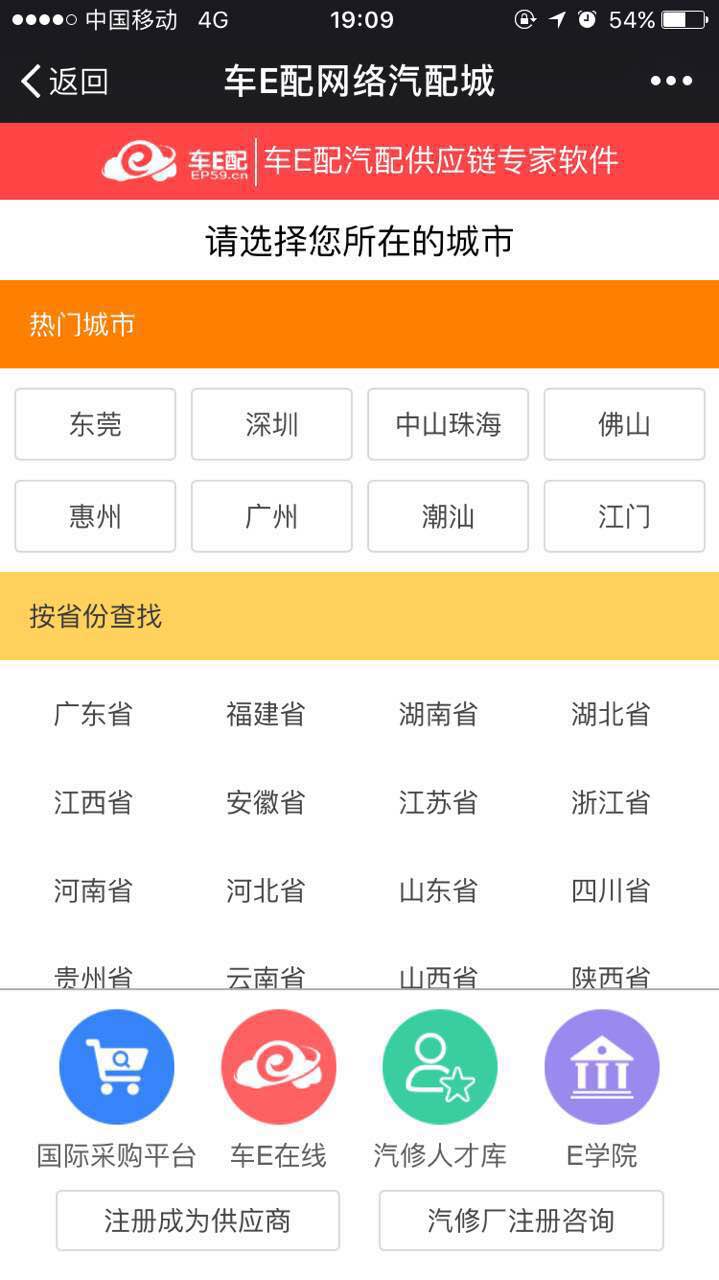 中国移动 4G 19:09 54%
返回 车E配网络汽配城
车E配 EP59.cn 车E配汽配供应链专家软件
请选择您所在的城市
热门城市
东莞 深圳 中山珠海 佛山
惠州 广州 潮汕 江门
按省份查找
广东省 福建省 湖南省 湖北省
江西省 安徽省 江苏省 浙江省
河南省 河北省 山东省 四川省
贵州省 云南省 山西省 陕西省
国际采购平台 车E在线 汽修人才库 E学院
注册成为供应商 汽修厂注册咨询